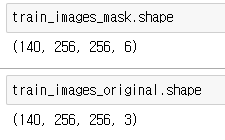 train_images_mask.shape
(140, 256, 256, 6)
train_images_original.shape
(140, 256, 256, 3)